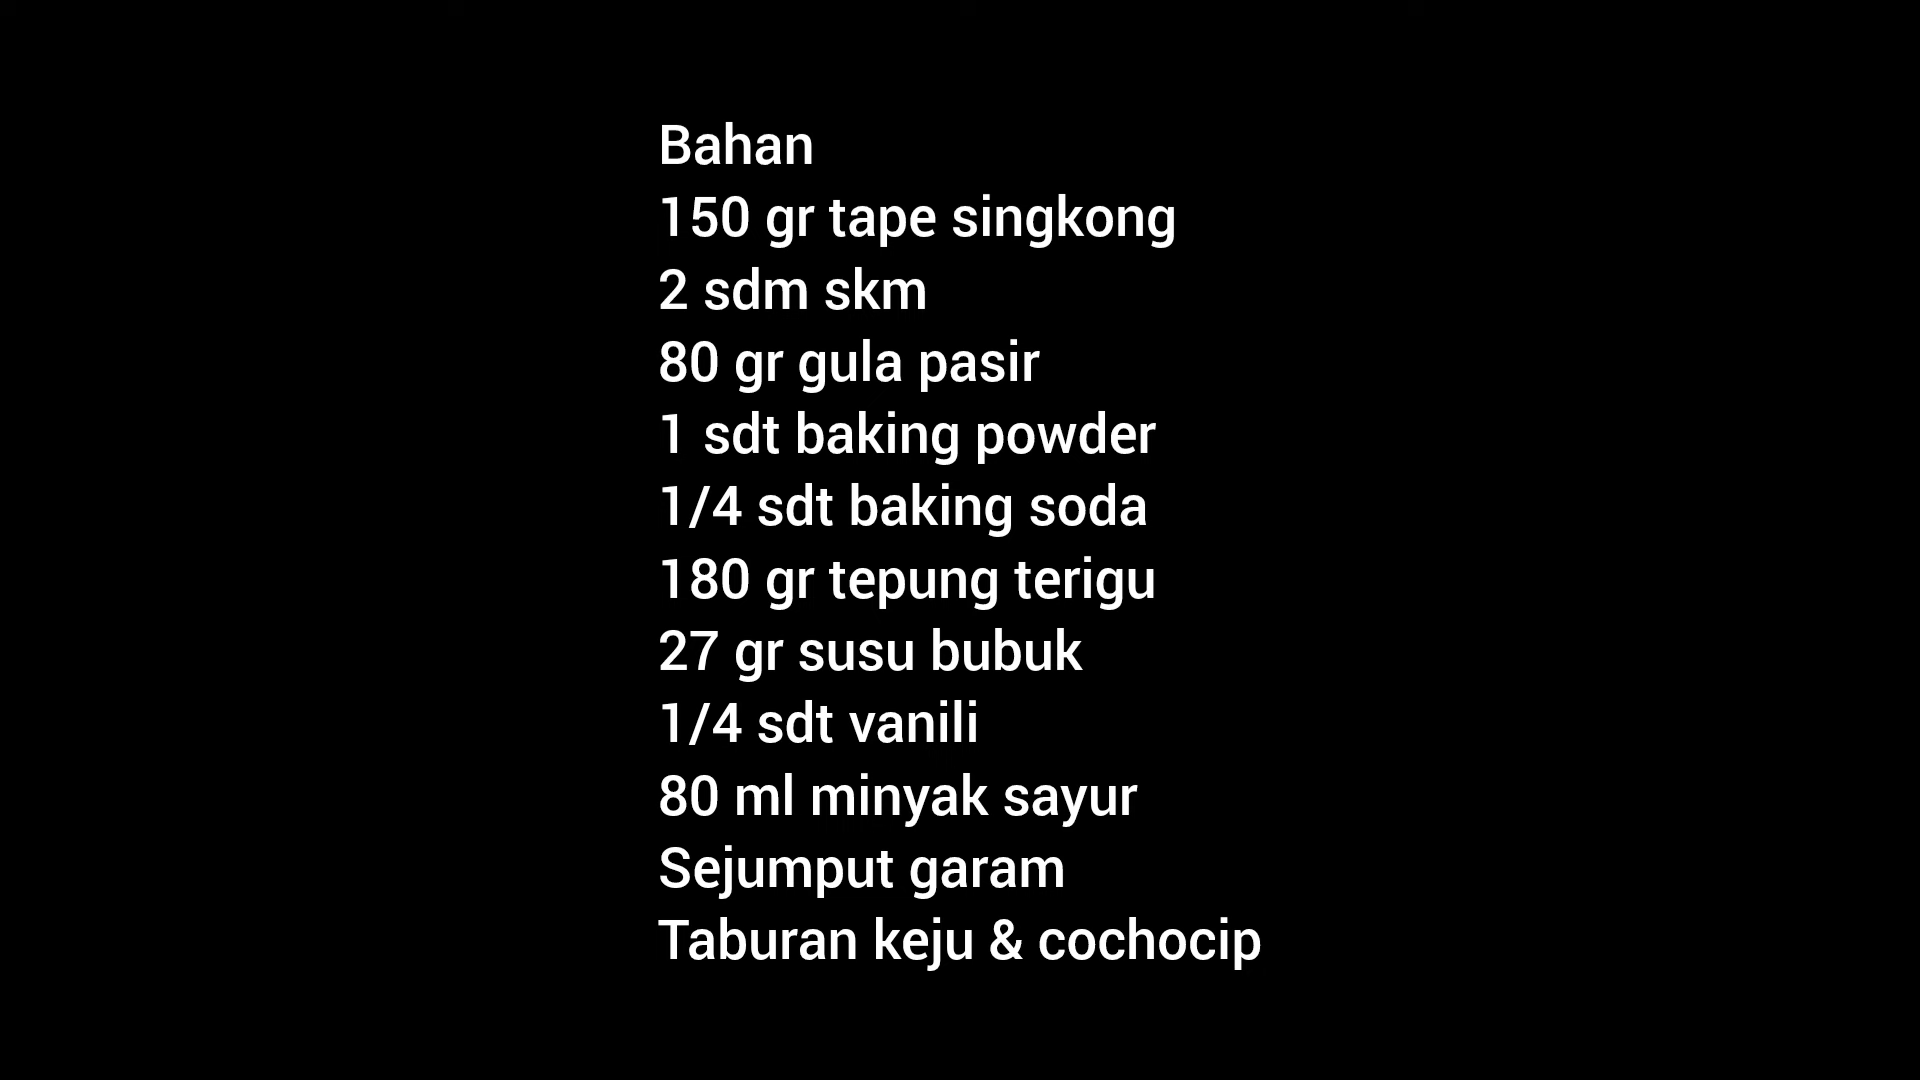 Bahan
150 gr tape singkong
2 sdm skm
80 gr gula pasir
1 sdt baking powder
1/4 sdt baking soda
180 gr tepung terigu
27 gr susu bubuk
1/4 sdt vanili
80 ml minyak sayur
Sejumput garam
Taburan keju & cochocip